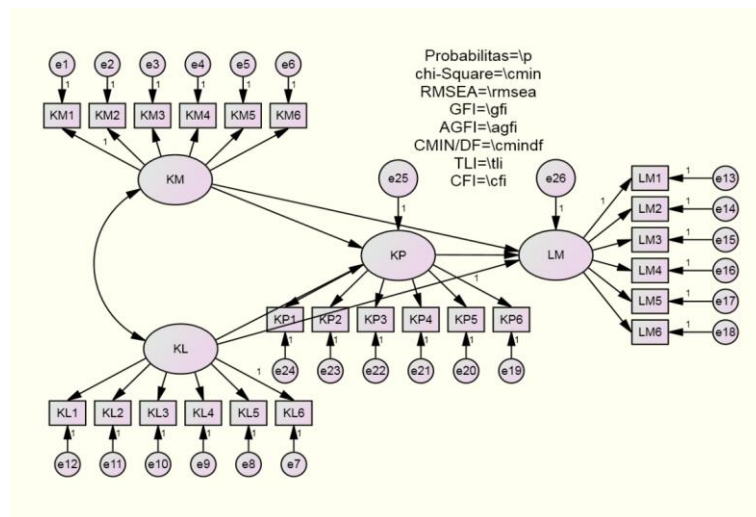 e1 e2 e3 e4 e5 e6
1 1 1 1 1 1
KM1 KM2 KM3 KM4 KM5 KM6
1
KM
Probabilitas=\p
chi-Square=\cmin
RMSEA=\rmsea
GFI=\gfi
AGFI=\agfi
CMIN/DF=\cmindf
TLI=\tli
CFI=\cfi
e25
1
e26
1
KP
LM
1
1
LM1 1 e13
LM2 1 e14
LM3 1 e15
LM4 1 e16
LM5 1 e17
LM6 1 e18
KP1 KP2 KP3 KP4 KP5 KP6
1 1 1 1 1 1
e24 e23 e22 e21 e20 e19
KL
1
KL1 KL2 KL3 KL4 KL5 KL6
1 1 1 1 1 1
e12 e11 e10 e9 e8 e7